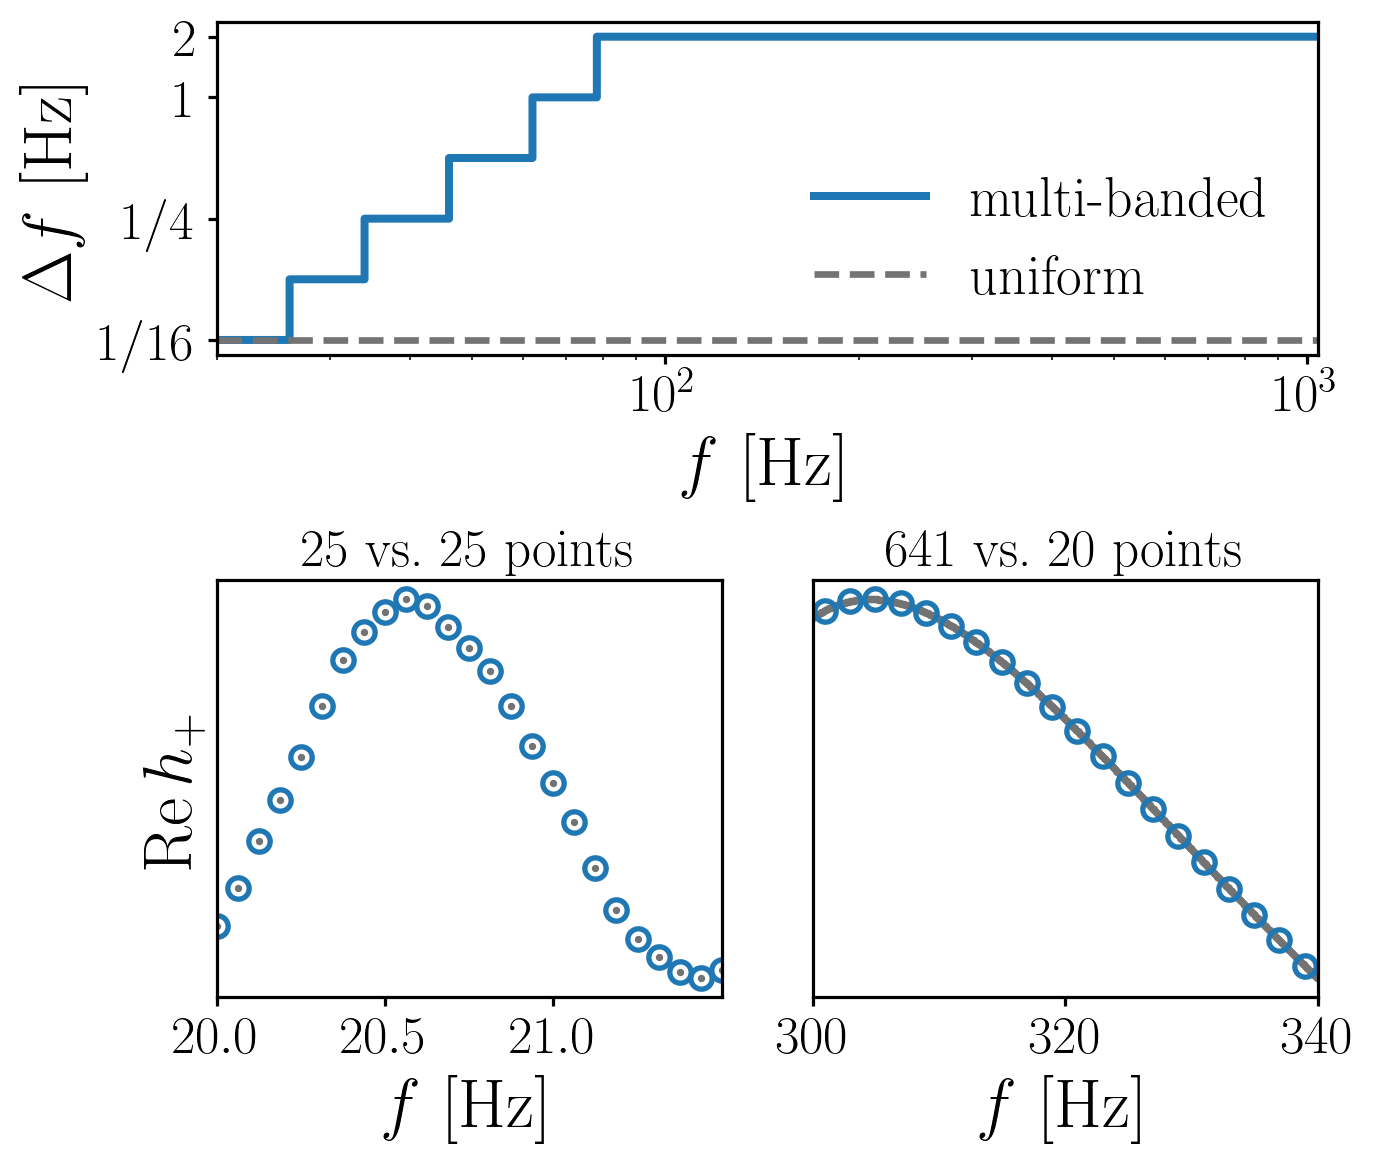 2
1
1/4
1/16
Δf [Hz]
multi-banded
uniform
10²
10³
f [Hz]
25 vs. 25 points
641 vs. 20 points
Re h₊
20.0
20.5
21.0
300
320
340
f [Hz]
f [Hz]